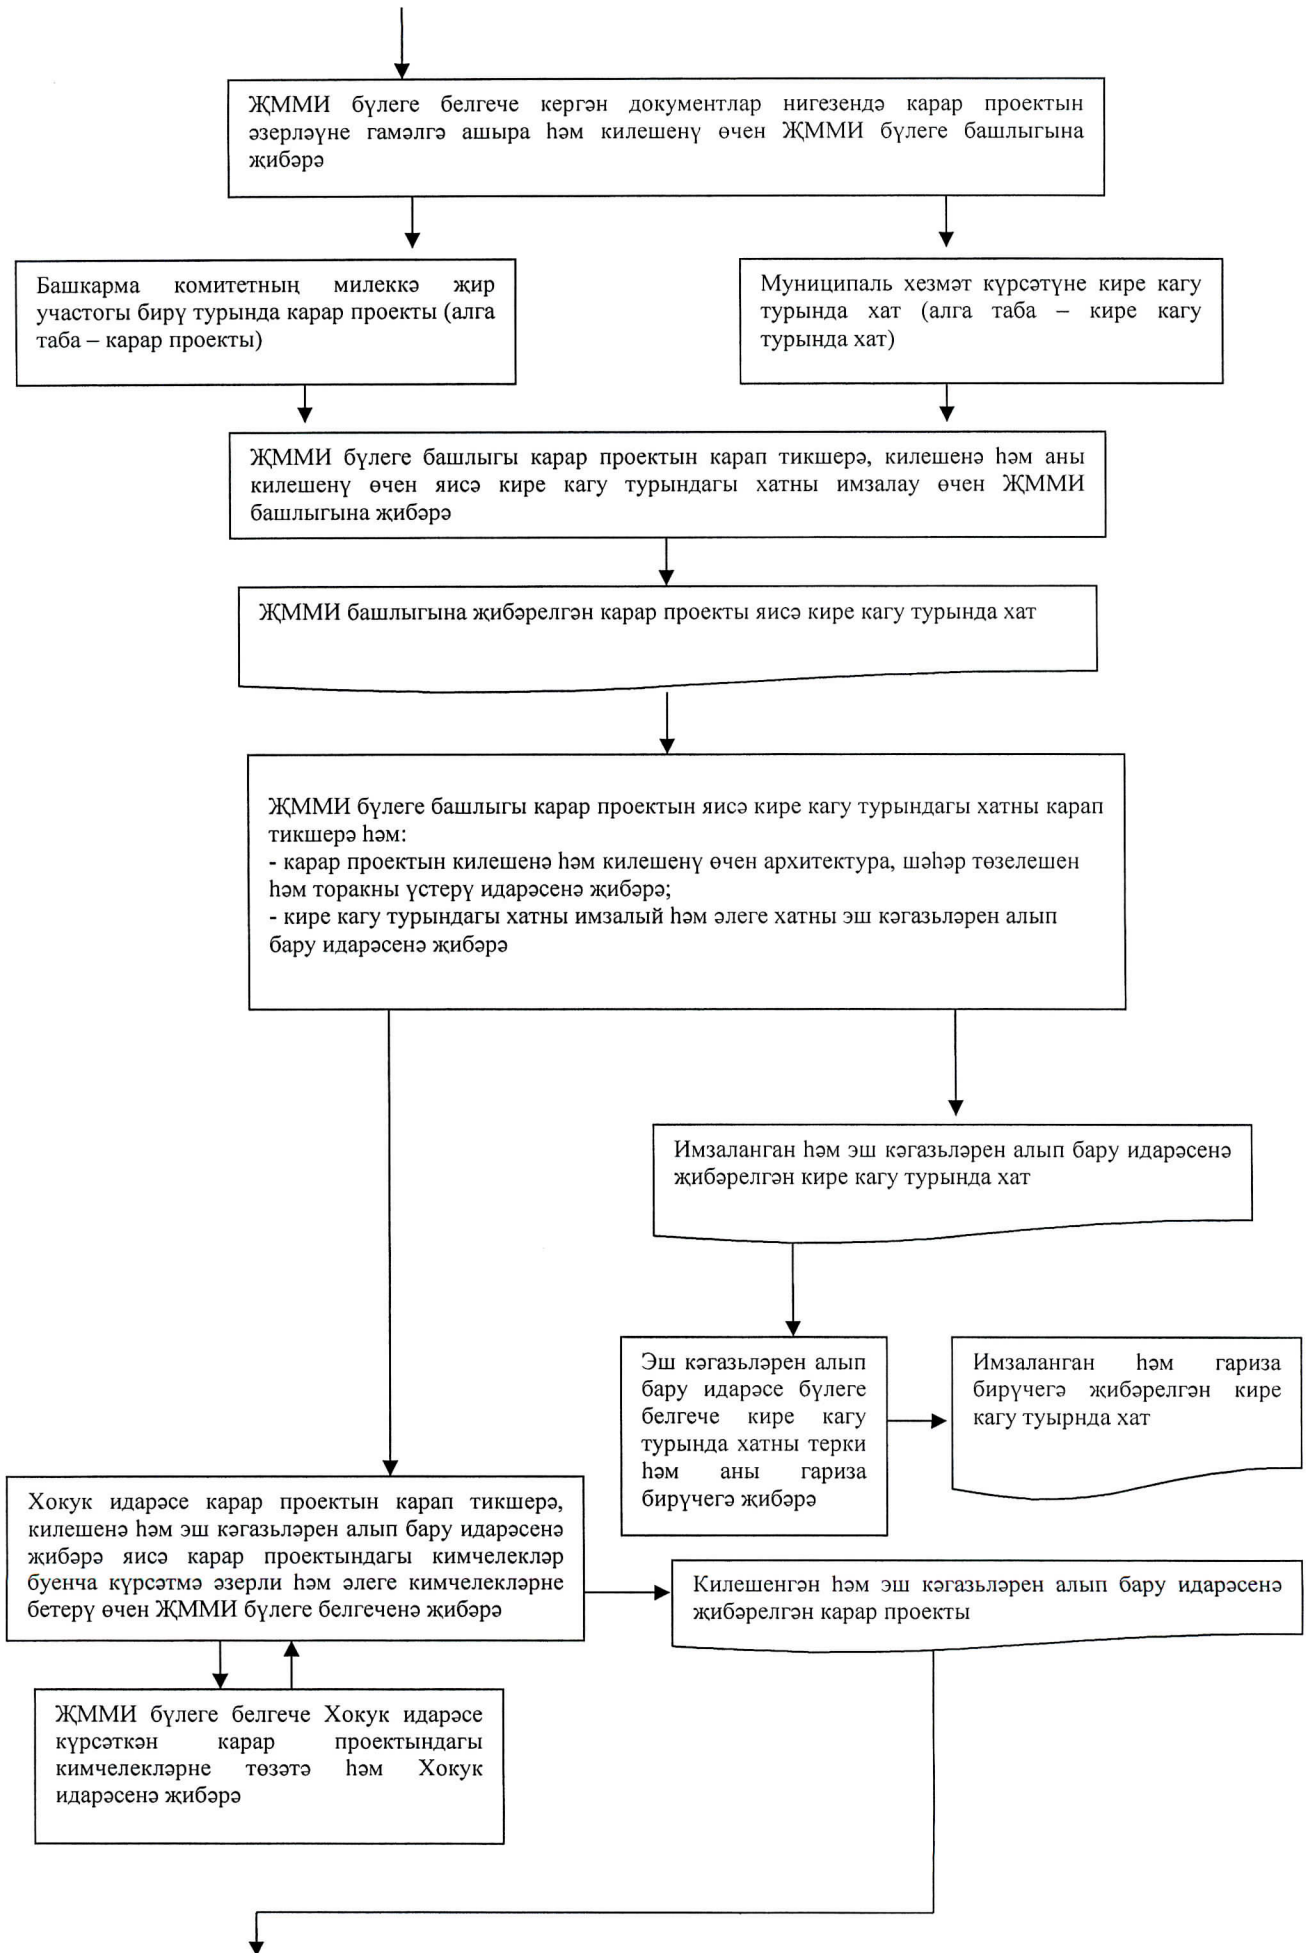 ҖММИ бүлеге белгече кергән документлар нигезендә карар проектын
әзерләүне гамәлгә ашыра һәм килешенү өчен ҖММИ бүлеге башлыгына
җибәрә
Башкарма комитетның милеккә җир
участогы бирү турында карар проекты (алга
таба – карар проекты)
Муниципаль хезмәт күрсәтүне кире кагу
турында хат (алга таба – кире кагу
турында хат)
ҖММИ бүлеге башлыгы карар проектын карап тикшерә, килешенә һәм аны
килешенү өчен яисә кире кагу турындагы хатны имзалау өчен ҖММИ
башлыгына җибәрә
ҖММИ башлыгына җибәрелгән карар проекты яисә кире кагу турында хат
ҖММИ бүлеге башлыгы карар проектын яисә кире кагу турындагы хатны карап
тикшерә һәм:
- карар проектын килешенә һәм килешенү өчен архитектура, шәһәр төзелешен
һәм торакны үстерү идарәсенә җибәрә;
- кире кагу турындагы хатны имзалый һәм әлеге хатны эш кәгазьләрен алып
бару идарәсенә җибәрә
Имзаланган һәм эш кәгазьләрен алып бару идарәсенә
җибәрелгән кире кагу турында хат
Эш кәгазьләрен алып
бару идарәсе бүлеге
белгече кире кагу
турында хатны терки
һәм аны гариза
бирүчегә җибәрә
Имзаланган һәм гариза
бирүчегә җибәрелгән кире
кагу туырнда хат
Хокук идарәсе карар проектын карап тикшерә,
килешенә һәм эш кәгазьләрен алып бару идарәсенә
җибәрә яисә карар проектындагы кимчелекләр
буенча күрсәтмә әзерли һәм әлеге кимчелекләрне
бетерү өчен ҖММИ бүлеге белгеченә җибәрә
Килешенгән һәм эш кәгазьләрен алып бару идарәсенә
җибәрелгән карар проекты
ҖММИ бүлеге белгече Хокук идарәсе
күрсәткән карар проектындагы
кимчелекләрне төзәтә һәм Хокук
идарәсенә җибәрә